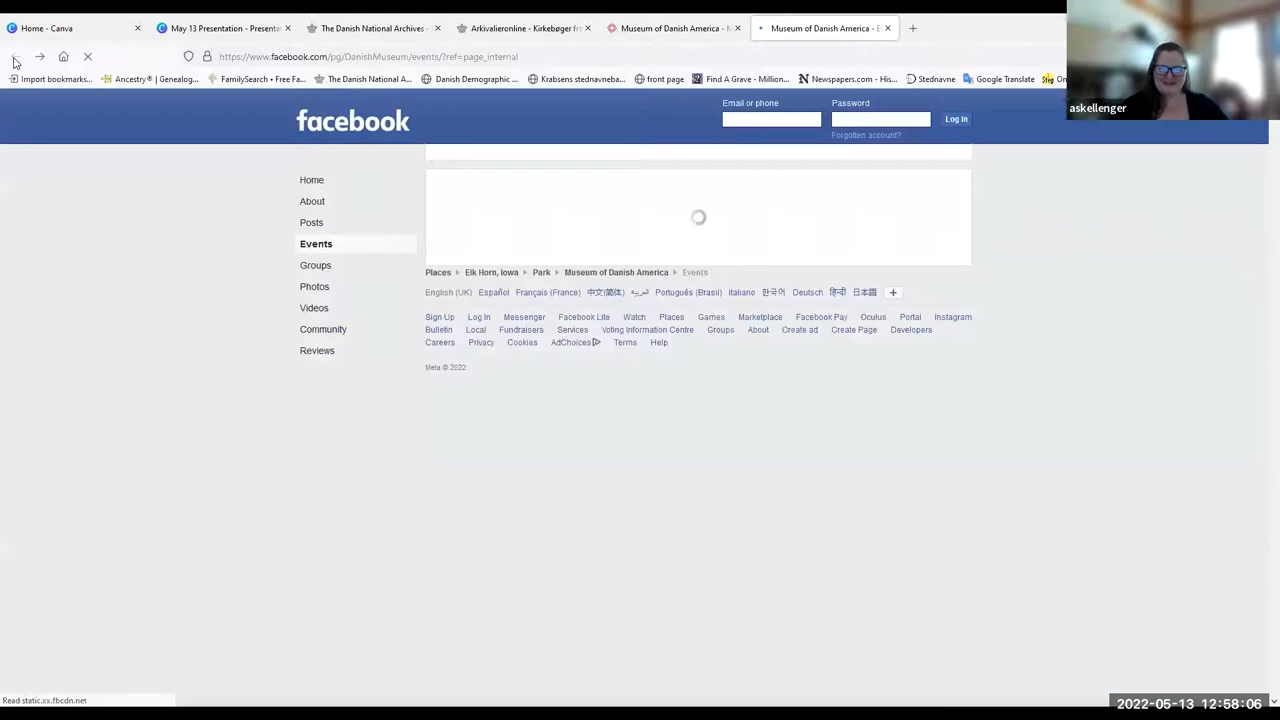 Home - Canva
May 13 Presentation - Presenta
The Danish National Archives -
Arkivalieronline - Kirkebøger fr
Museum of Danish America - M
Museum of Danish America - E
https://www.facebook.com/pg/DanishMuseum/events/?ref=page_internal
Import bookmarks...
Ancestry ® | Genealog...
FamilySearch • Free Fa...
The Danish National A...
Danish Demographic ...
Krabsens stednavneba...
front page
Find A Grave - Million...
Newspapers.com - His...
Stednavne
Google Translate
askellenger
facebook
Email or phone
Password
Log In
Forgotten account?
Home
About
Posts
Events
Groups
Photos
Videos
Community
Reviews
Places
Elk Horn, Iowa
Park
Museum of Danish America
Events
English (UK) Español Français (France) 中文(简体) العربية Português (Brasil) Italiano 한국어 Deutsch हिन्दी 日本語 +
Sign Up Log In Messenger Facebook Lite Watch Places Games Marketplace Facebook Pay Oculus Portal Instagram
Bulletin Local Fundraisers Services Voting Information Centre Groups About Create ad Create Page Developers
Careers Privacy Cookies AdChoices Terms Help
Meta © 2022
Read static.xx.fbcdn.net
2022-05-13 12:58:06